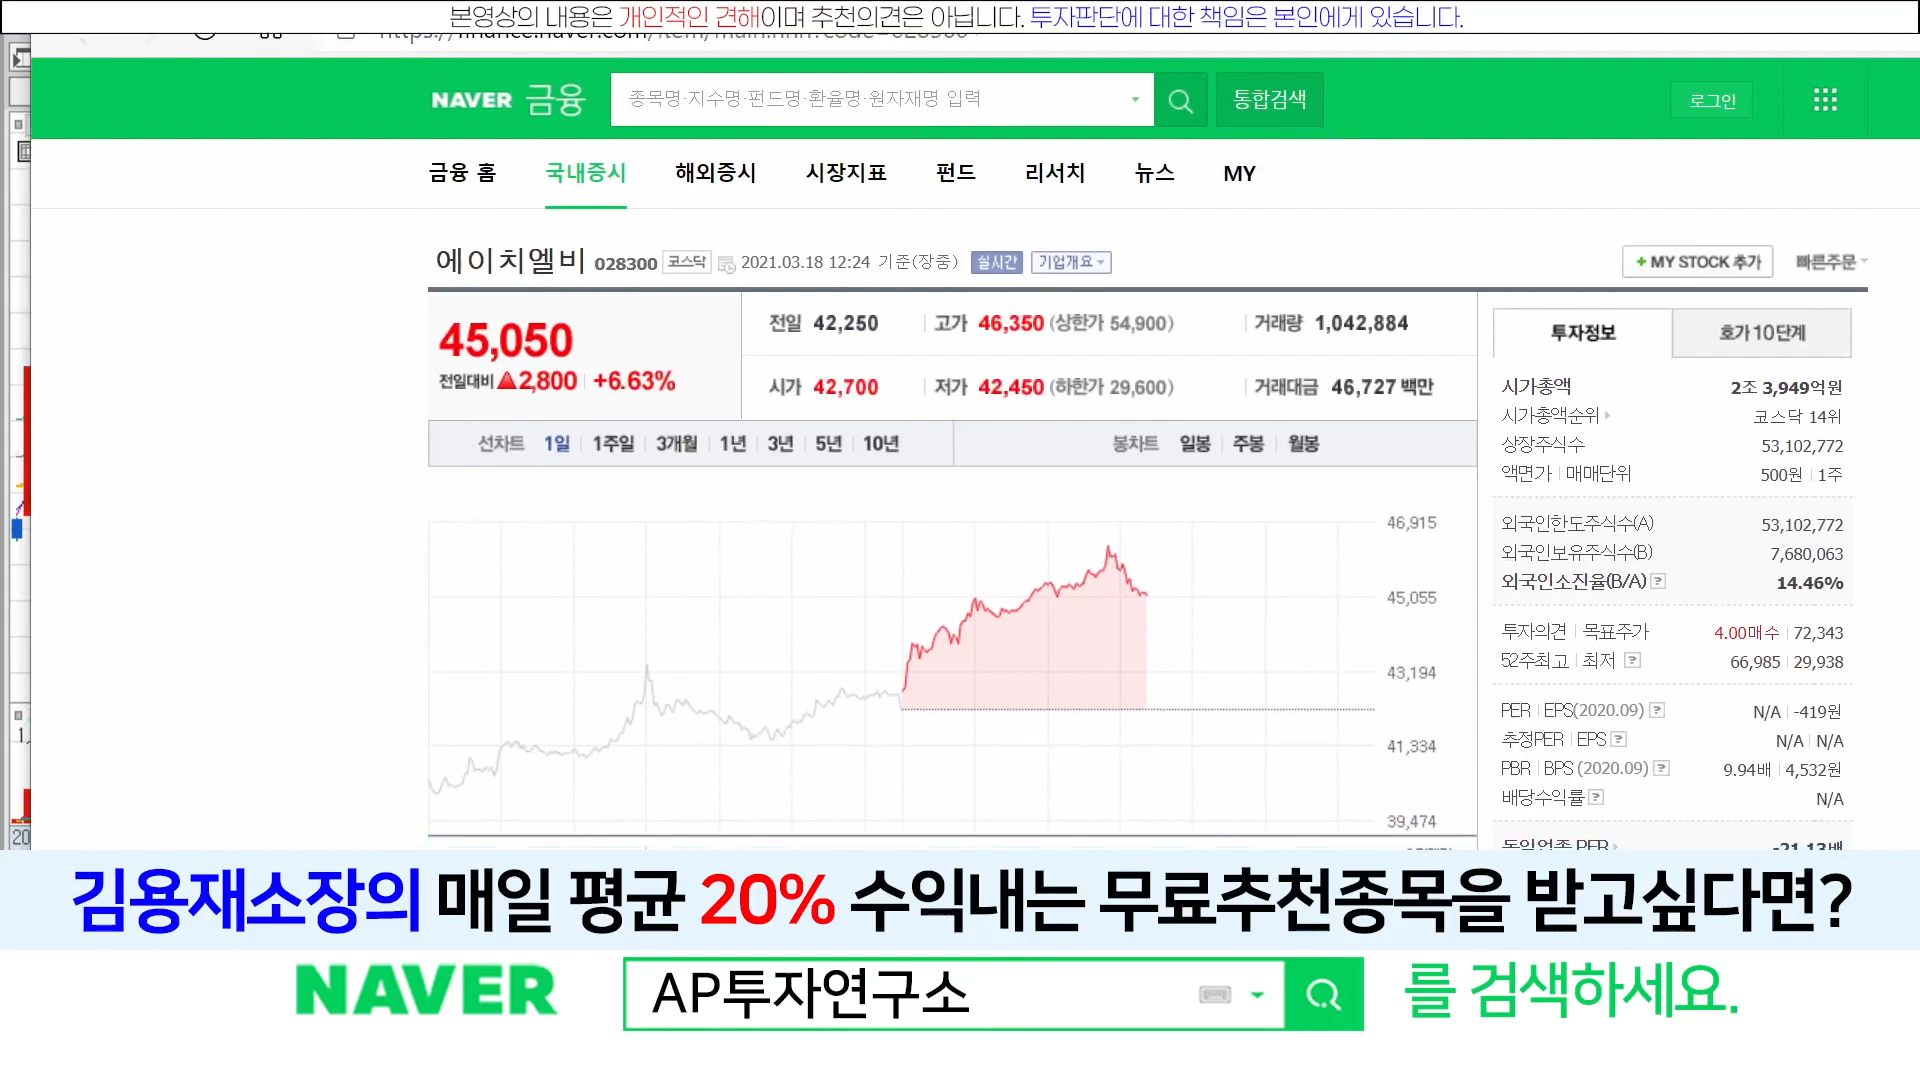 본영상의 내용은 개인적인 견해이며 추천의견은 아닙니다. 투자판단에 대한 책임은 본인에게 있습니다.
NAVER 금융 종목명·지수명·펀드명·환율명·원자재명 입력 통합검색 로그인
금융 홈 국내증시 해외증시 시장지표 펀드 리서치 뉴스 MY
에이치엘비 028300 코스닥 2021.03.18 12:24 기준(장중) 실시간 기업개요 + MY STOCK 추가 빠른주문
45,050
전일대비 ▲2,800 +6.63%
전일 42,250 고가 46,350 (상한가 54,900) 거래량 1,042,884
시가 42,700 저가 42,450 (하한가 29,600) 거래대금 46,727 백만
선차트 1일 1주일 3개월 1년 3년 5년 10년 봉차트 일봉 주봉 월봉
46,915
45,055
43,194
41,334
39,474
투자정보 호가 10단계
시가총액 2조 3,949억원
시가총액순위 코스닥 14위
상장주식수 53,102,772
액면가 매매단위 500원 1주
외국인한도주식수(A) 53,102,772
외국인보유주식수(B) 7,680,063
외국인소진율(B/A) ? 14.46%
투자의견 목표주가 4.00매수 72,343
52주최고 최저 ? 66,985 29,938
PER EPS(2020.09) ? N/A -419원
추정PER EPS ? N/A N/A
PBR BPS (2020.09) ? 9.94배 4,532원
배당수익률 ? N/A
동일업종 PER -21.13배
김용재소장의 매일 평균 20% 수익내는 무료추천종목을 받고싶다면?
NAVER AP투자연구소 를 검색하세요.